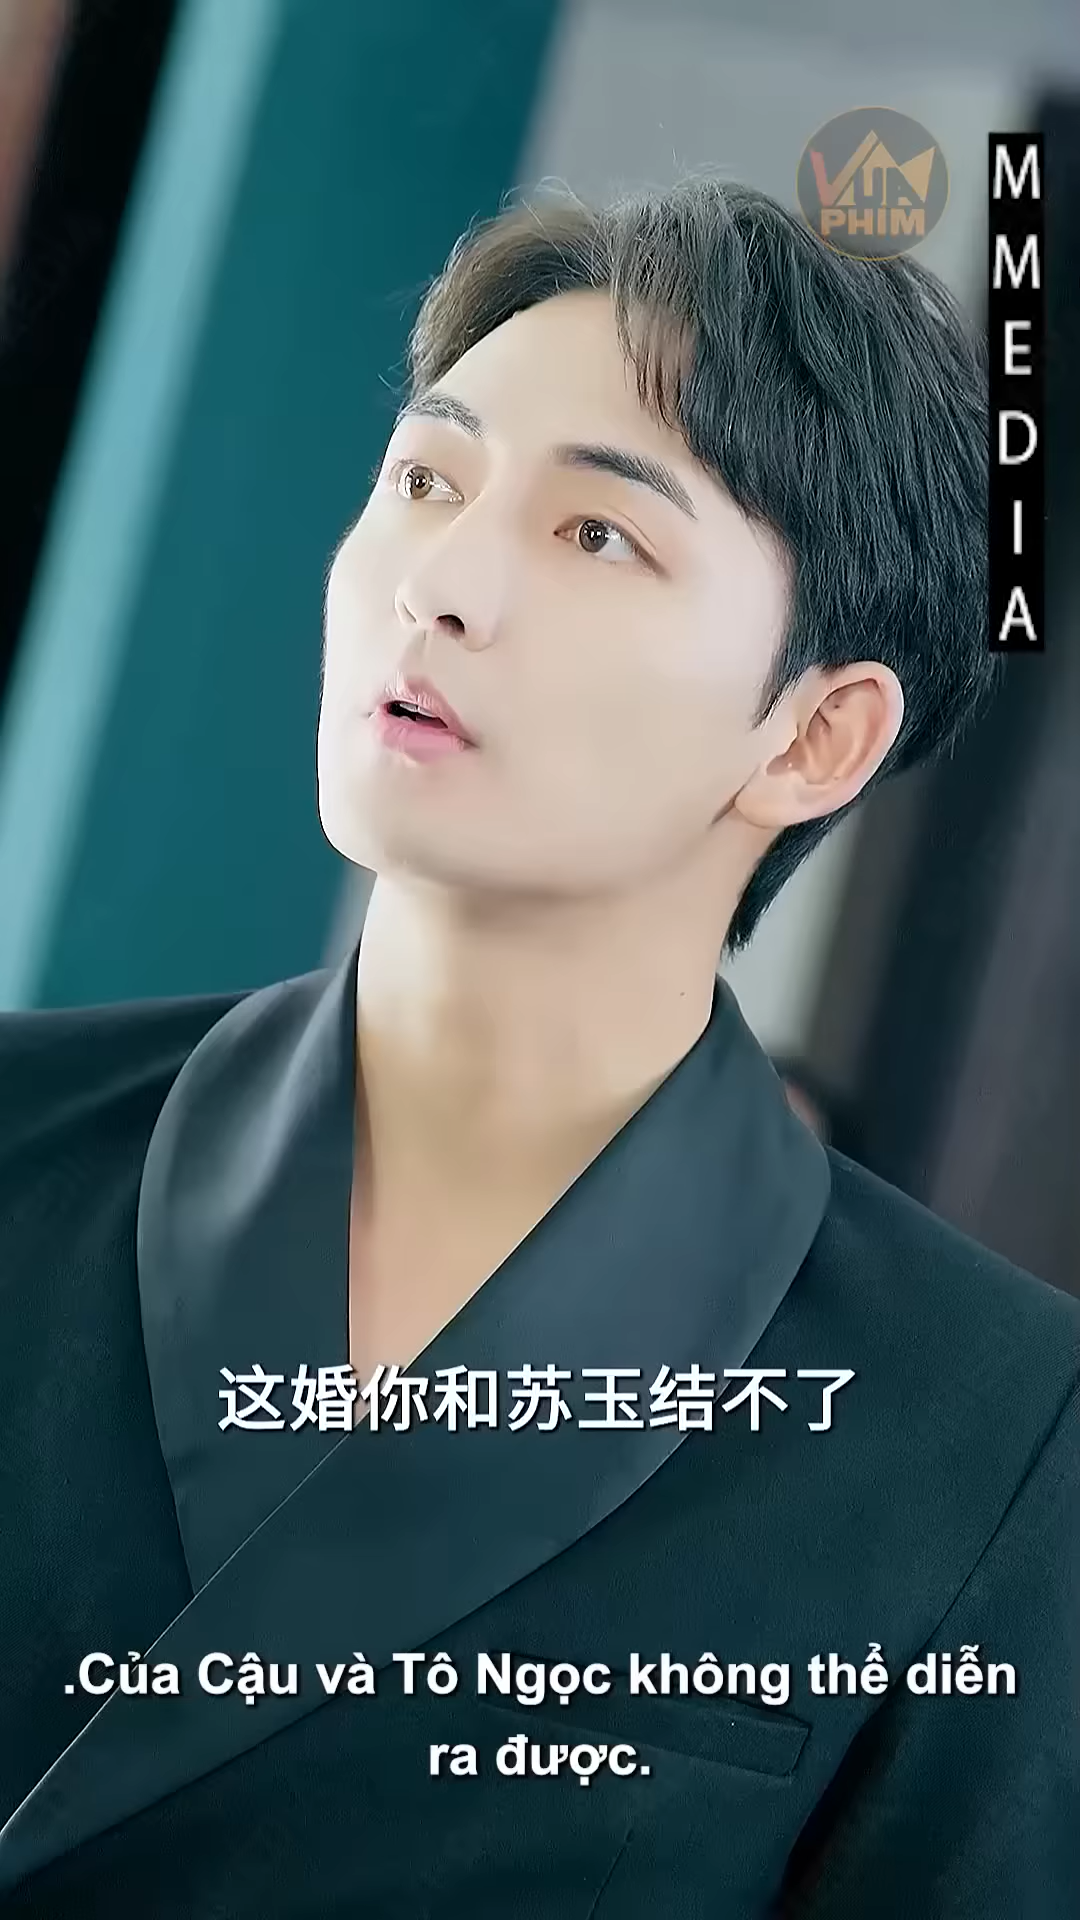 VUA
PHIM
MMEDIA
这婚你和苏玉结不了
.Của Cậu và Tô Ngọc không thể diễn
ra được.